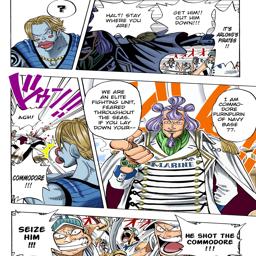 IT'S
ARLONG'S
PIRATES
!!
GET
HIM!!
CUT HIM
DOWN!!
HALT! STAY
WHERE YOU
ARE!
?
I AM
COMMO-
DORE
PURINPURIN
OF NAVY
BASE
77.
WE ARE AN
ELITE
FIGHTING UNIT,
FEARED
THROUGHOUT
THE SEAS.
IF YOU LAY
DOWN YOUR--
MARINE
AGH!
COMMODORE
!!!
HE SHOT THE
COMMODORE !!!
SEIZE
HIM
!!!